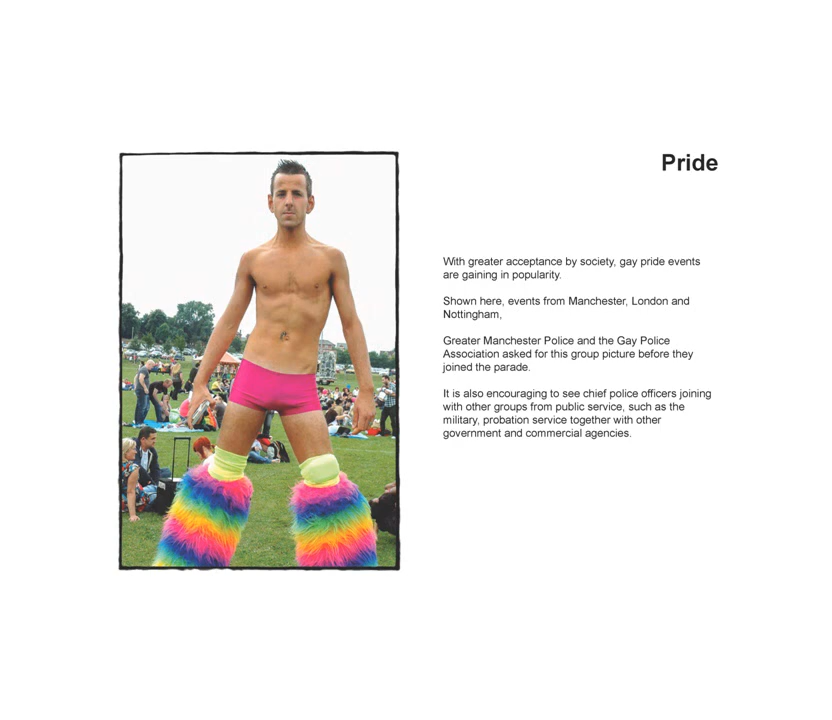 Pride
With greater acceptance by society, gay pride events
are gaining in popularity.
Shown here, events from Manchester, London and
Nottingham,
Greater Manchester Police and the Gay Police
Association asked for this group picture before they
joined the parade.
It is also encouraging to see chief police officers joining
with other groups from public service, such as the
military, probation service together with other
government and commercial agencies.